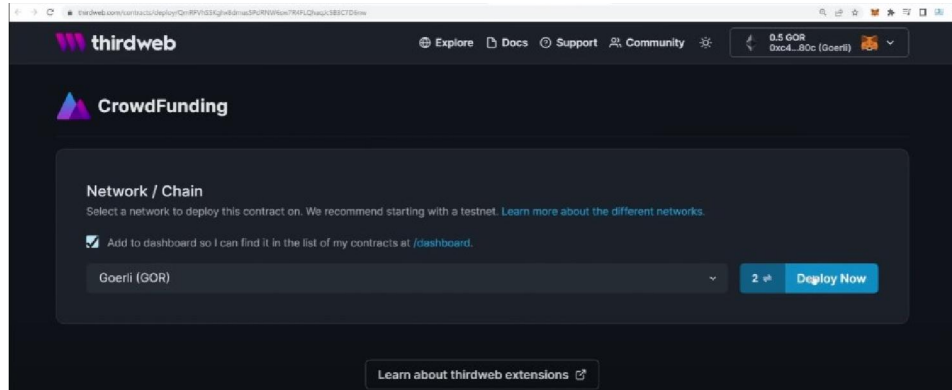 thirdweb
Explore Docs Support Community
0.5 GOR
0xc4...80c (Goerli)
CrowdFunding
Network / Chain
Select a network to deploy this contract on. We recommend starting with a testnet. Learn more about the different networks.
Add to dashboard so I can find it in the list of my contracts at /dashboard.
Goerli (GOR)
2
Deploy Now
Learn about thirdweb extensions